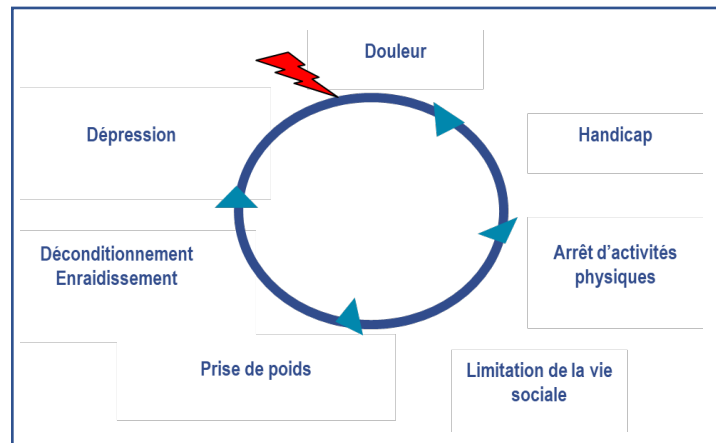 Douleur
Handicap
Arrêt d'activités
physiques
Limitation de la vie
sociale
Prise de poids
Déconditionnement
Enraidissement
Dépression